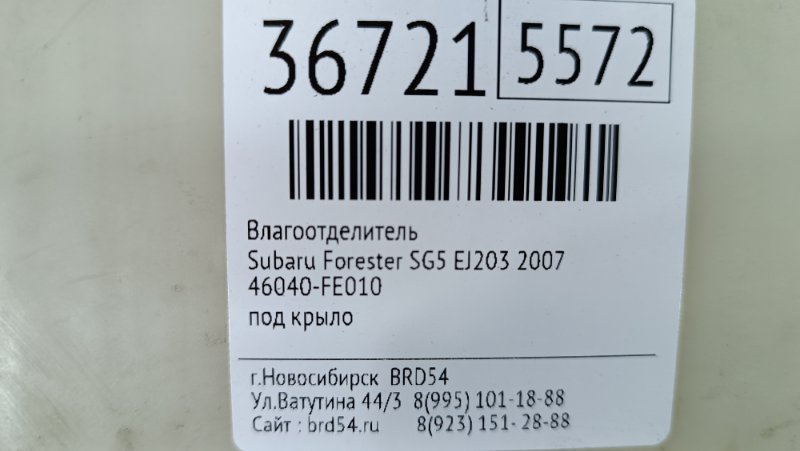 36721 5572
Влагоотделитель
Subaru Forester SG5 EJ203 2007
46040-FE010
под крыло
г.Новосибирск BRD54
Ул.Ватутина 44/3 8(995) 101-18-88
Сайт : brd54.ru 8(923) 151- 28-88